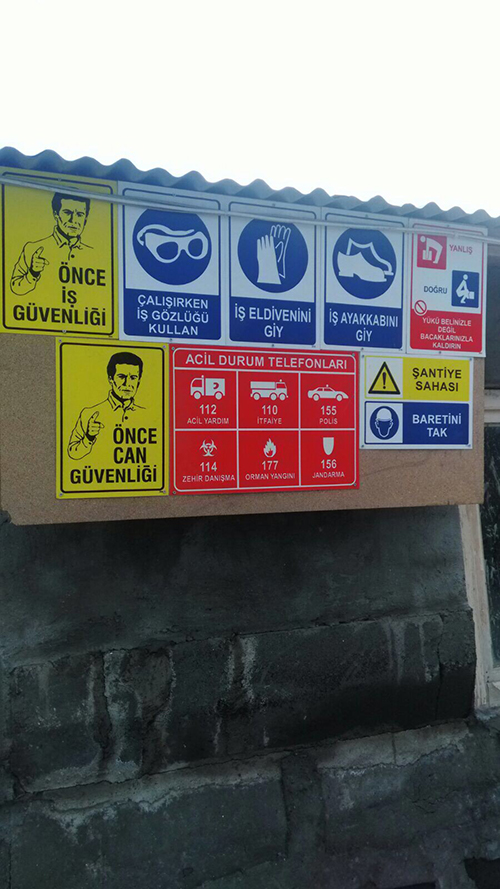 ÖNCE
İŞ
GÜVENLİĞİ
ÇALIŞIRKEN
İŞ GÖZLÜĞÜ
KULLAN
İŞ ELDİVENİNİ
GİY
İŞ AYAKKABINI
GİY
YANLIŞ
DOĞRU
YÜKÜ BELİNİZLE
DEĞİL
BACAKLARINIZLA
KALDIRIN
ÖNCE
CAN
GÜVENLİĞİ
ACİL DURUM TELEFONLARI
112
ACİL YARDIM
110
İTFAİYE
155
POLİS
114
ZEHİR DANIŞMA
177
ORMAN YANGINI
156
JANDARMA
ŞANTİYE
SAHASI
BARETİNİ
TAK